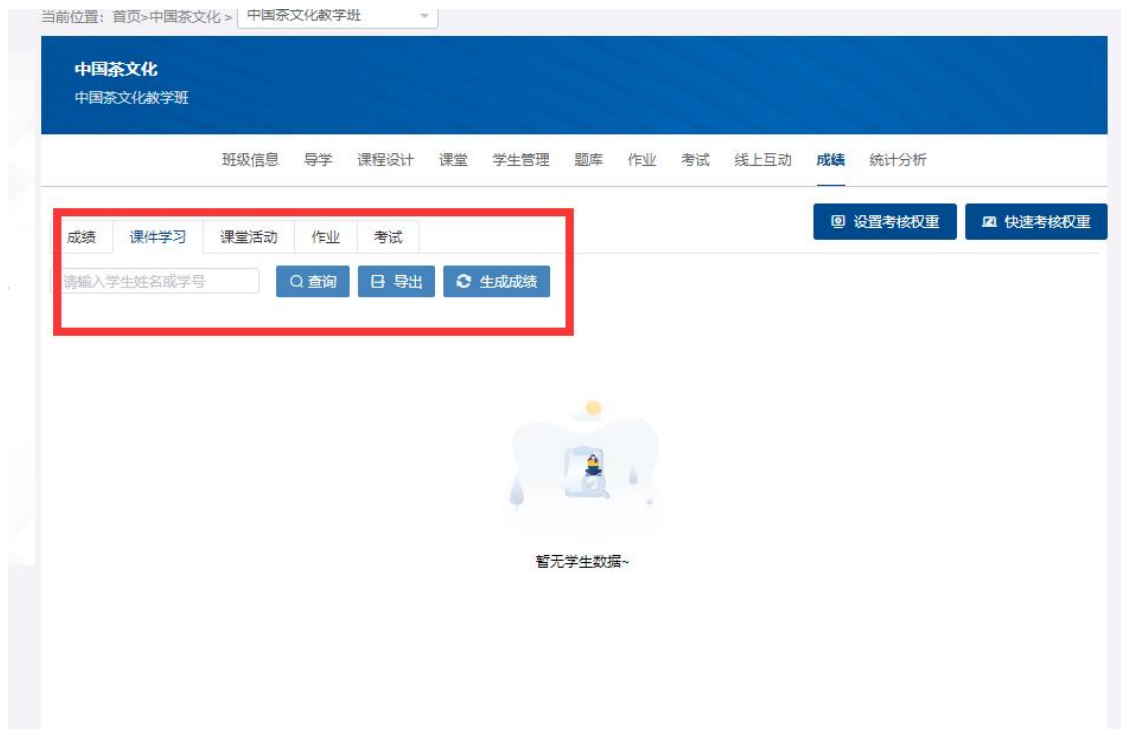 当前位置：首页>中国茶文化> 中国茶文化教学班
中国茶文化
中国茶文化教学班
班级信息 导学 课程设计 课堂 学生管理 题库 作业 考试 线上互动 成绩 统计分析
设置考核权重 快速考核权重
成绩 课件学习 课堂活动 作业 考试
请输入学生姓名或学号 查询 导出 生成成绩
暂无学生数据~